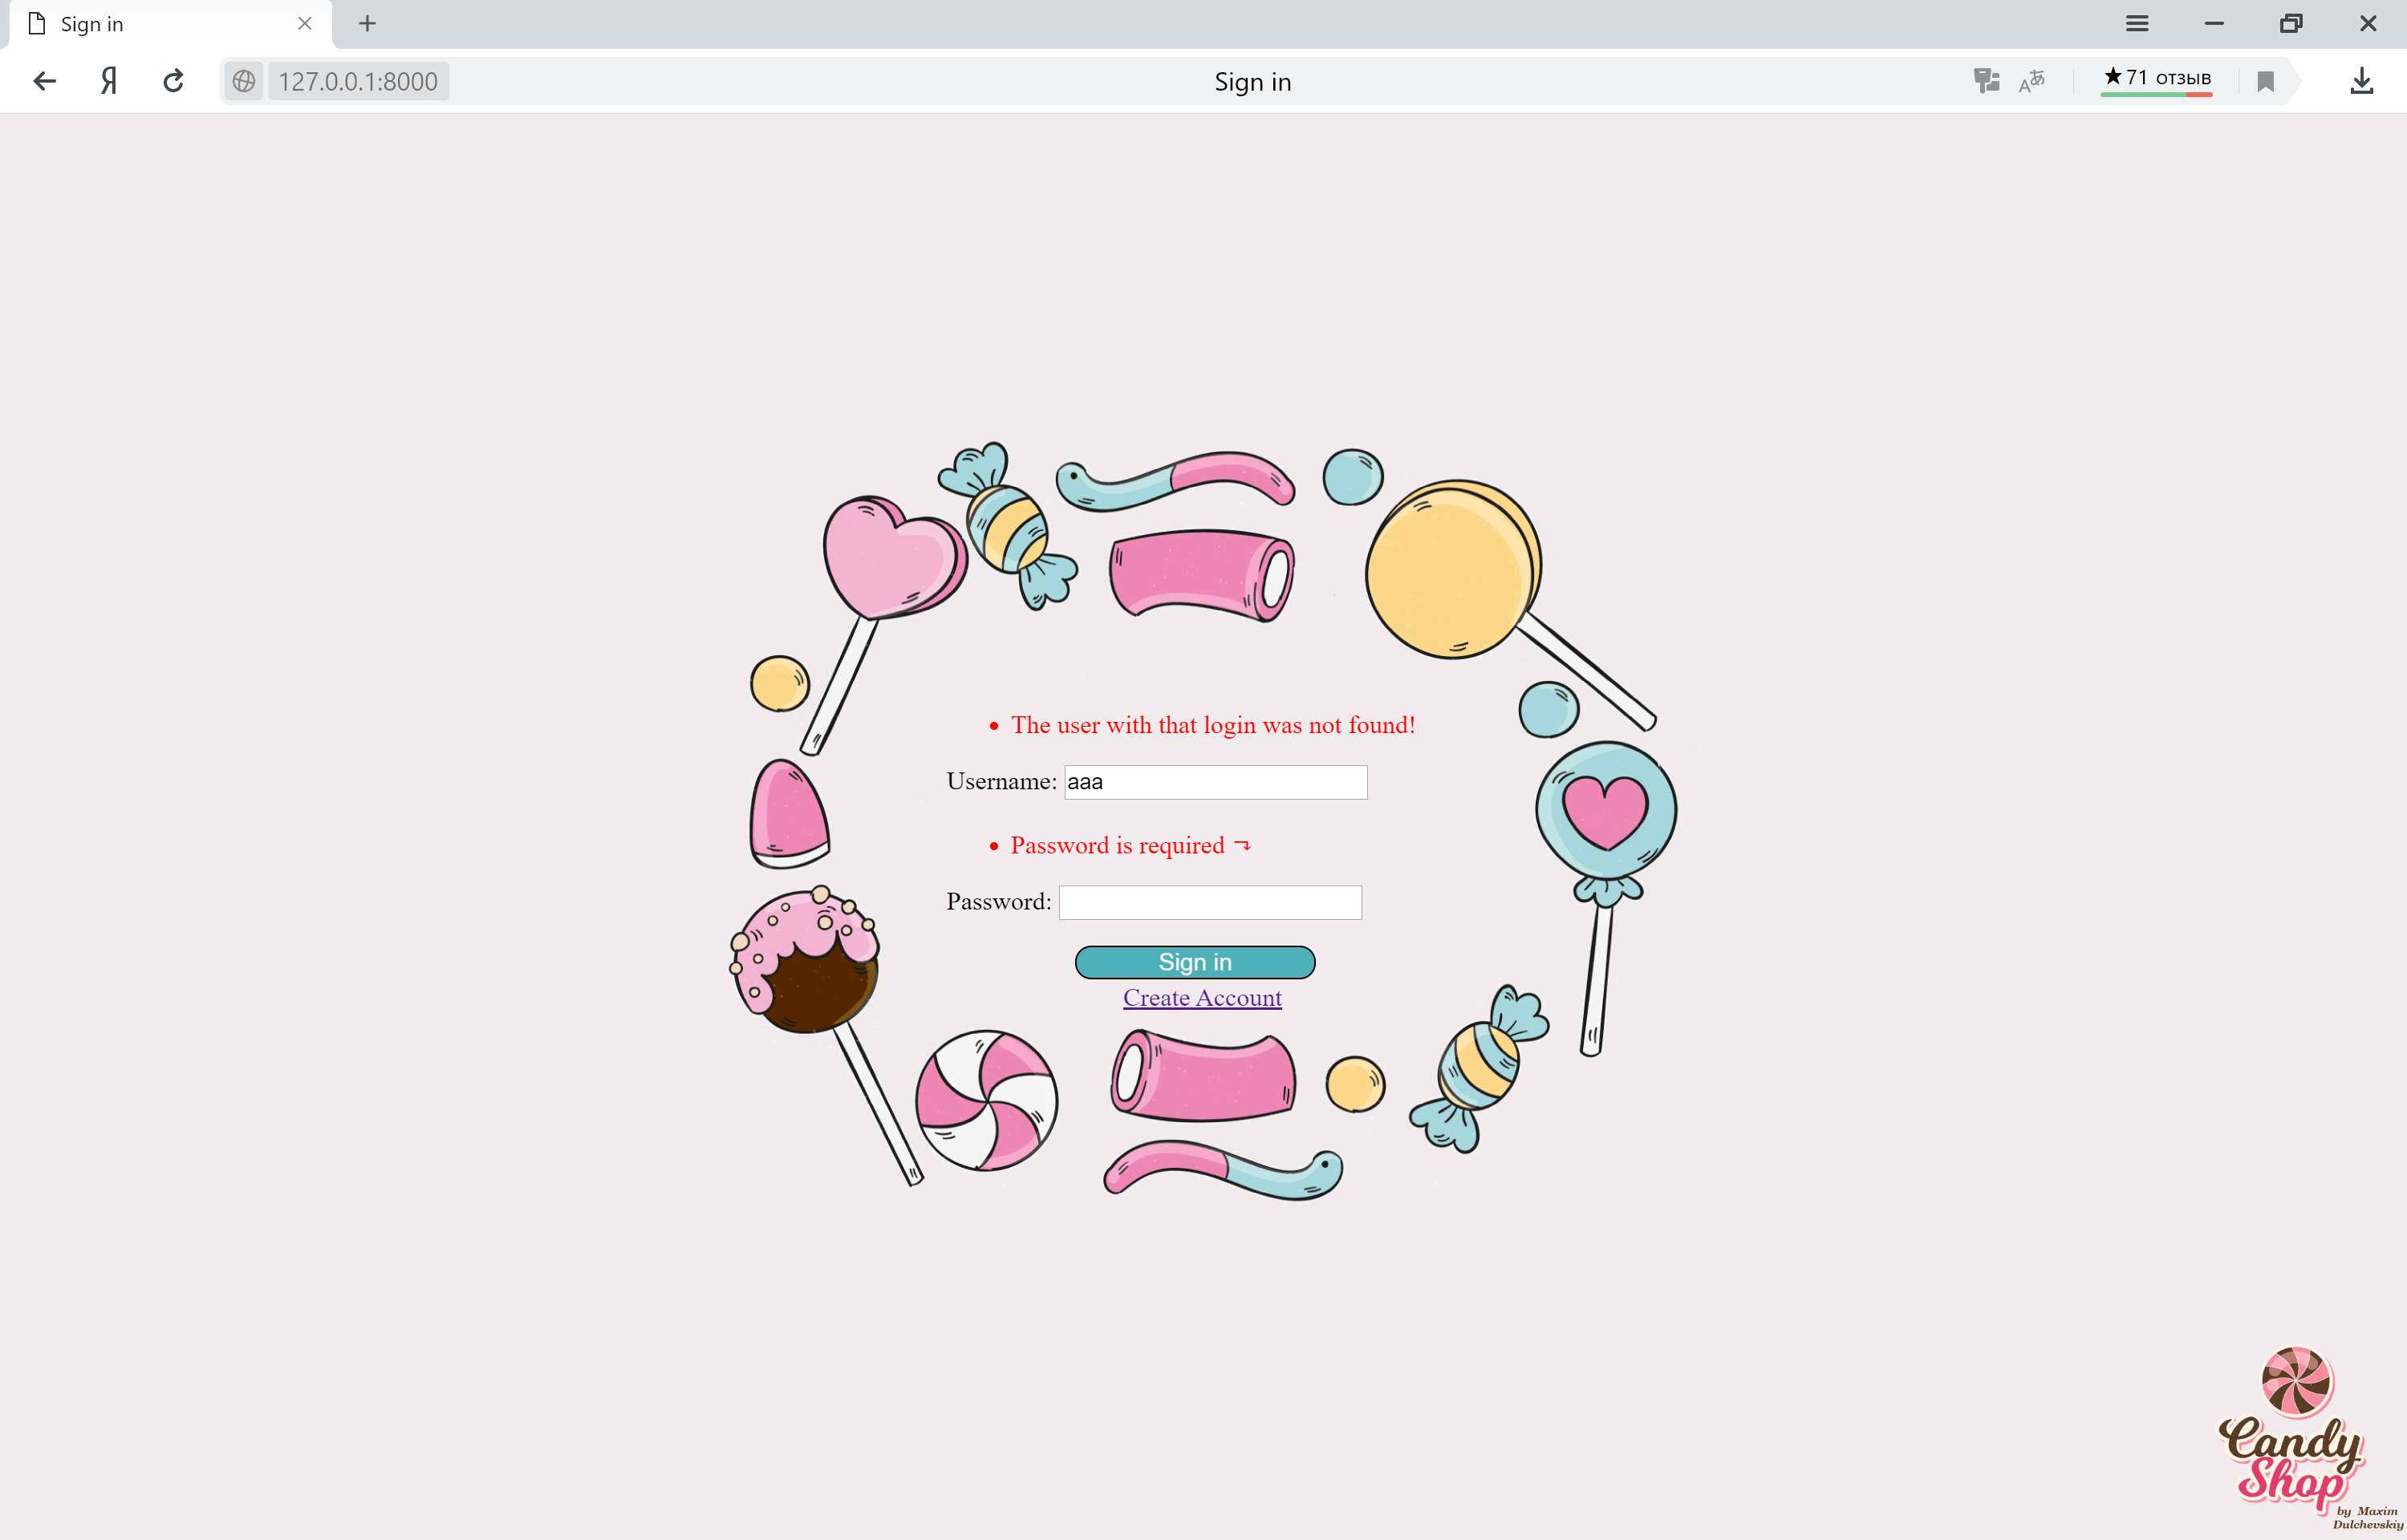 Sign in
Я
127.0.0.1:8000
Sign in
★ 71 отзыв
The user with that login was not found!
Username: aaa
Password is required ¬
Password:
Sign in
Create Account
Candy
Shop
by Maxim
Dulchevskiy